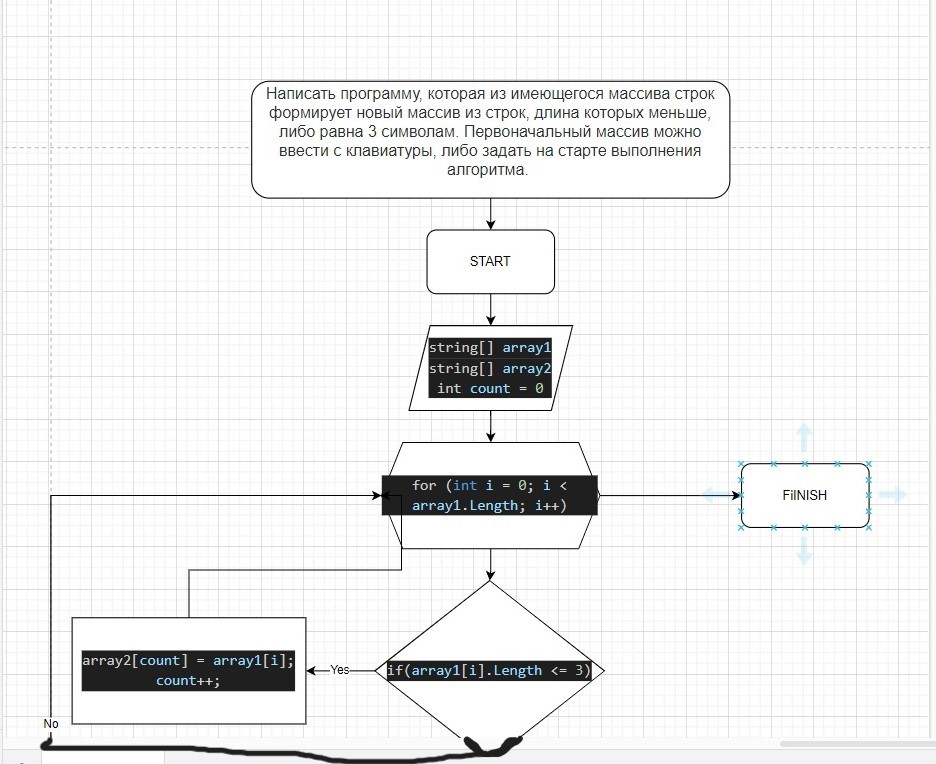 Написать программу, которая из имеющегося массива строк
формирует новый массив из строк, длина которых меньше,
либо равна 3 символам. Первоначальный массив можно
ввести с клавиатуры, либо задать на старте выполнения
алгоритма.
START
string[] array1
string[] array2
int count = 0
for (int i = 0; i <
array1.Length; i++)
FiINISH
if(array1[i].Length <= 3)
Yes
array2[count] = array1[i];
count++;
No